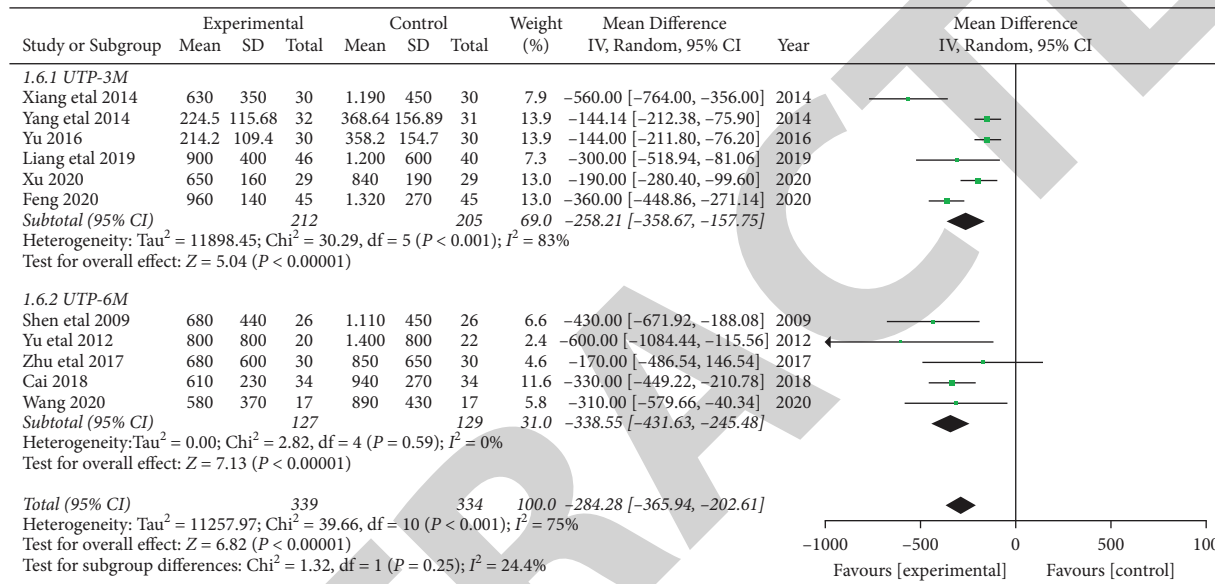 Experimental Control Weight Mean Difference Mean Difference
Study or Subgroup Mean SD Total Mean SD Total (%) IV, Random, 95% CI Year IV, Random, 95% CI
1.6.1 UTP-3M
Xiang etal 2014 630 350 30 1.190 450 30 7.9 −560.00 [−764.00, −356.00] 2014
Yang etal 2014 224.5 115.68 32 368.64 156.89 31 13.9 −144.14 [−212.38, −75.90] 2014
Yu 2016 214.2 109.4 30 358.2 154.7 30 13.9 −144.00 [−211.80, −76.20] 2016
Liang etal 2019 900 400 46 1.200 600 40 7.3 −300.00 [−518.94, −81.06] 2019
Xu 2020 650 160 29 840 190 29 13.0 −190.00 [−280.40, −99.60] 2020
Feng 2020 960 140 45 1.320 270 45 13.0 −360.00 [−448.86, −271.14] 2020
Subtotal (95% CI) 212 205 69.0 −258.21 [−358.67, −157.75]
Heterogeneity: Tau² = 11898.45; Chi² = 30.29, df = 5 (P < 0.001); I² = 83%
Test for overall effect: Z = 5.04 (P < 0.00001)
1.6.2 UTP-6M
Shen etal 2009 680 440 26 1.110 450 26 6.6 −430.00 [−671.92, −188.08] 2009
Yu etal 2012 800 800 20 1.400 800 22 2.4 −600.00 [−1084.44, −115.56] 2012
Zhu etal 2017 680 600 30 850 650 30 4.6 −170.00 [−486.54, 146.54] 2017
Cai 2018 610 230 34 940 270 34 11.6 −330.00 [−449.22, −210.78] 2018
Wang 2020 580 370 17 890 430 17 5.8 −310.00 [−579.66, −40.34] 2020
Subtotal (95% CI) 127 129 31.0 −338.55 [−431.63, −245.48]
Heterogeneity:Tau² = 0.00; Chi² = 2.82, df = 4 (P = 0.59); I² = 0%
Test for overall effect: Z = 7.13 (P < 0.00001)
Total (95% CI) 339 334 100.0 −284.28 [−365.94, −202.61]
Heterogeneity: Tau² = 11257.97; Chi² = 39.66, df = 10 (P < 0.001); I² = 75%
Test for overall effect: Z = 6.82 (P < 0.00001)
Test for subgroup differences: Chi² = 1.32, df = 1 (P = 0.25); I² = 24.4%
−1000 −500 0 500 100
Favours [experimental] Favours [control]